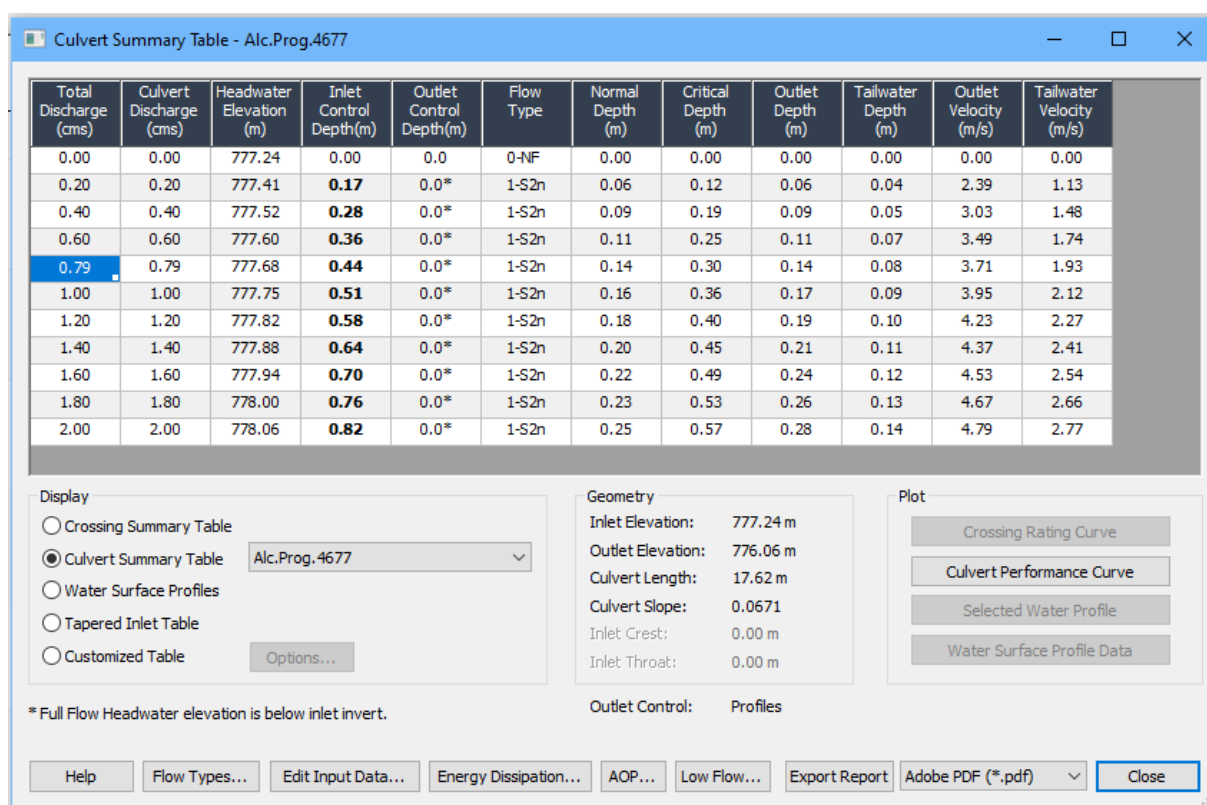 Culvert Summary Table - Alc.Prog.4677
Total Discharge (cms) Culvert Discharge (cms) Headwater Elevation (m) Inlet Control Depth(m) Outlet Control Depth(m) Flow Type Normal Depth (m) Critical Depth (m) Outlet Depth (m) Tailwater Depth (m) Outlet Velocity (m/s) Tailwater Velocity (m/s)
0.00 0.00 777.24 0.00 0.0 0-NF 0.00 0.00 0.00 0.00 0.00 0.00
0.20 0.20 777.41 0.17 0.0* 1-S2n 0.06 0.12 0.06 0.04 2.39 1.13
0.40 0.40 777.52 0.28 0.0* 1-S2n 0.09 0.19 0.09 0.05 3.03 1.48
0.60 0.60 777.60 0.36 0.0* 1-S2n 0.11 0.25 0.11 0.07 3.49 1.74
0.79 0.79 777.68 0.44 0.0* 1-S2n 0.14 0.30 0.14 0.08 3.71 1.93
1.00 1.00 777.75 0.51 0.0* 1-S2n 0.16 0.36 0.17 0.09 3.95 2.12
1.20 1.20 777.82 0.58 0.0* 1-S2n 0.18 0.40 0.19 0.10 4.23 2.27
1.40 1.40 777.88 0.64 0.0* 1-S2n 0.20 0.45 0.21 0.11 4.37 2.41
1.60 1.60 777.94 0.70 0.0* 1-S2n 0.22 0.49 0.24 0.12 4.53 2.54
1.80 1.80 778.00 0.76 0.0* 1-S2n 0.23 0.53 0.26 0.13 4.67 2.66
2.00 2.00 778.06 0.82 0.0* 1-S2n 0.25 0.57 0.28 0.14 4.79 2.77
Display
Crossing Summary Table
Culvert Summary Table Alc.Prog.4677
Water Surface Profiles
Tapered Inlet Table
Customized Table Options...
Geometry
Inlet Elevation: 777.24 m
Outlet Elevation: 776.06 m
Culvert Length: 17.62 m
Culvert Slope: 0.0671
Inlet Crest: 0.00 m
Inlet Throat: 0.00 m
Outlet Control: Profiles
Plot
Crossing Rating Curve
Culvert Performance Curve
Selected Water Profile
Water Surface Profile Data
* Full Flow Headwater elevation is below inlet invert.
Help Flow Types... Edit Input Data... Energy Dissipation... AOP... Low Flow... Export Report Adobe PDF (*.pdf) Close